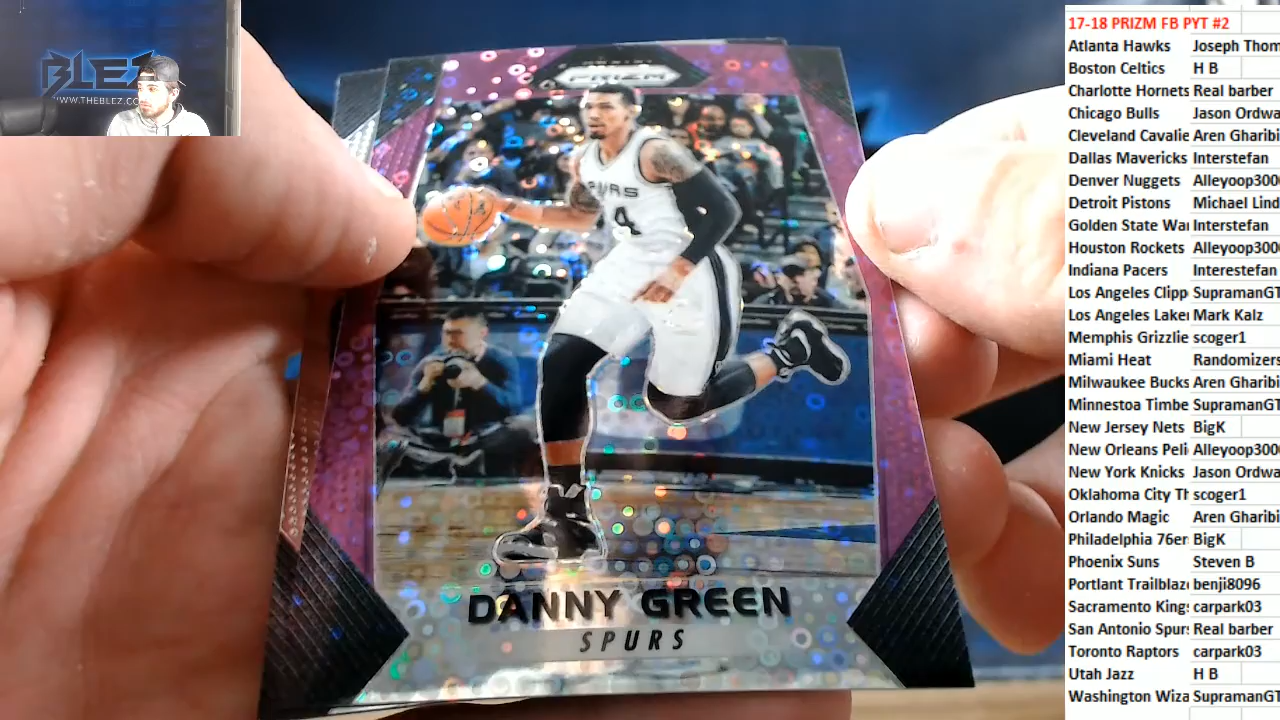 BLEZ
WWW.THEBLEZ.CO
PANINI
PRIZM
SPURS
4
DANNY GREEN
SPURS
17-18 PRIZM FB PYT #2
Atlanta Hawks Joseph Thom
Boston Celtics H B
Charlotte Hornets Real barber
Chicago Bulls Jason Ordwa
Cleveland Cavalie Aren Gharibi
Dallas Mavericks Interstefan
Denver Nuggets Alleyoop300
Detroit Pistons Michael Lind
Golden State Wa Interstefan
Houston Rockets Alleyoop300
Indiana Pacers Interestefan
Los Angeles Clipp SupramanGT
Los Angeles Laker Mark Kalz
Memphis Grizzlie scoger1
Miami Heat Randomizers
Milwaukee Bucks Aren Gharibi
Minnestoa Timbe SupramanGT
New Jersey Nets BigK
New Orleans Peli Alleyoop300
New York Knicks Jason Ordwa
Oklahoma City Th scoger1
Orlando Magic Aren Gharibi
Philadelphia 76er BigK
Phoenix Suns Steven B
Portlant Trailblaz benji8096
Sacramento King carpark03
San Antonio Spur Real barber
Toronto Raptors carpark03
Utah Jazz H B
Washington Wiza SupramanGT